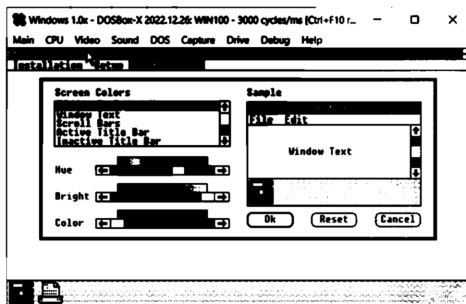 Windows 1.0x - DOSBox-X 2022.12.26: WIN100 - 3000 cycles/ms [Ctrl+F10 r...
Main CPU Video Sound DOS Capture Drive Debug Help
Installation Setup
Screen Colors
Window Text
Scroll Bars
Active Title Bar
Inactive Title Bar
Hue
Bright
Color
Sample
File Edit
Window Text
Ok Reset Cancel